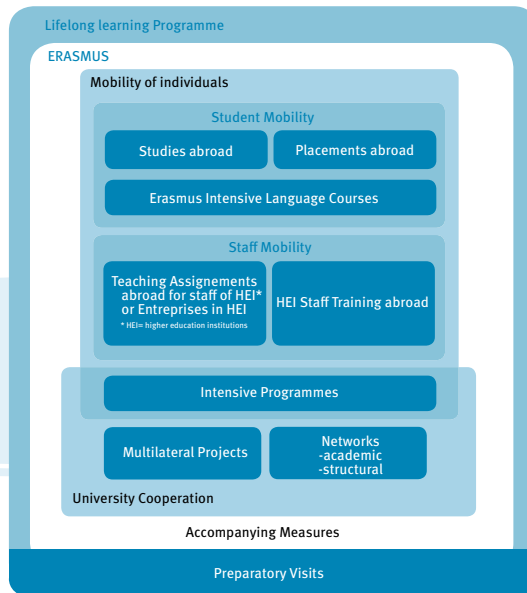 Lifelong learning Programme
ERASMUS
Mobility of individuals
Student Mobility
Studies abroad
Placements abroad
Erasmus Intensive Language Courses
Staff Mobility
Teaching Assignements
abroad for staff of HEI*
or Entreprises in HEI
* HEI= higher education institutions
HEI Staff Training abroad
Intensive Programmes
Multilateral Projects
Networks
-academic
-structural
University Cooperation
Accompanying Measures
Preparatory Visits